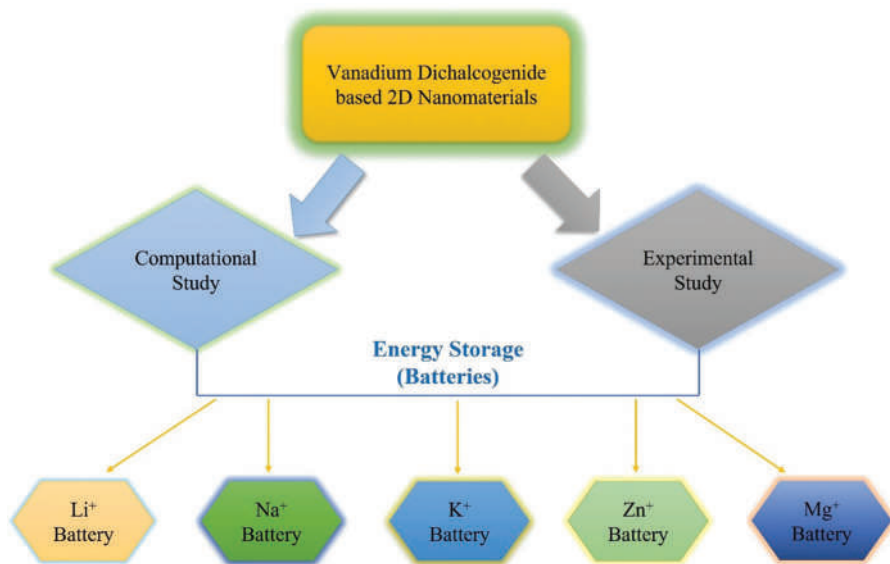 Vanadium Dichalcogenide
based 2D Nanomaterials
Computational
Study
Experimental
Study
Energy Storage
(Batteries)
Li⁺
Battery
Na⁺
Battery
K⁺
Battery
Zn⁺
Battery
Mg⁺
Battery